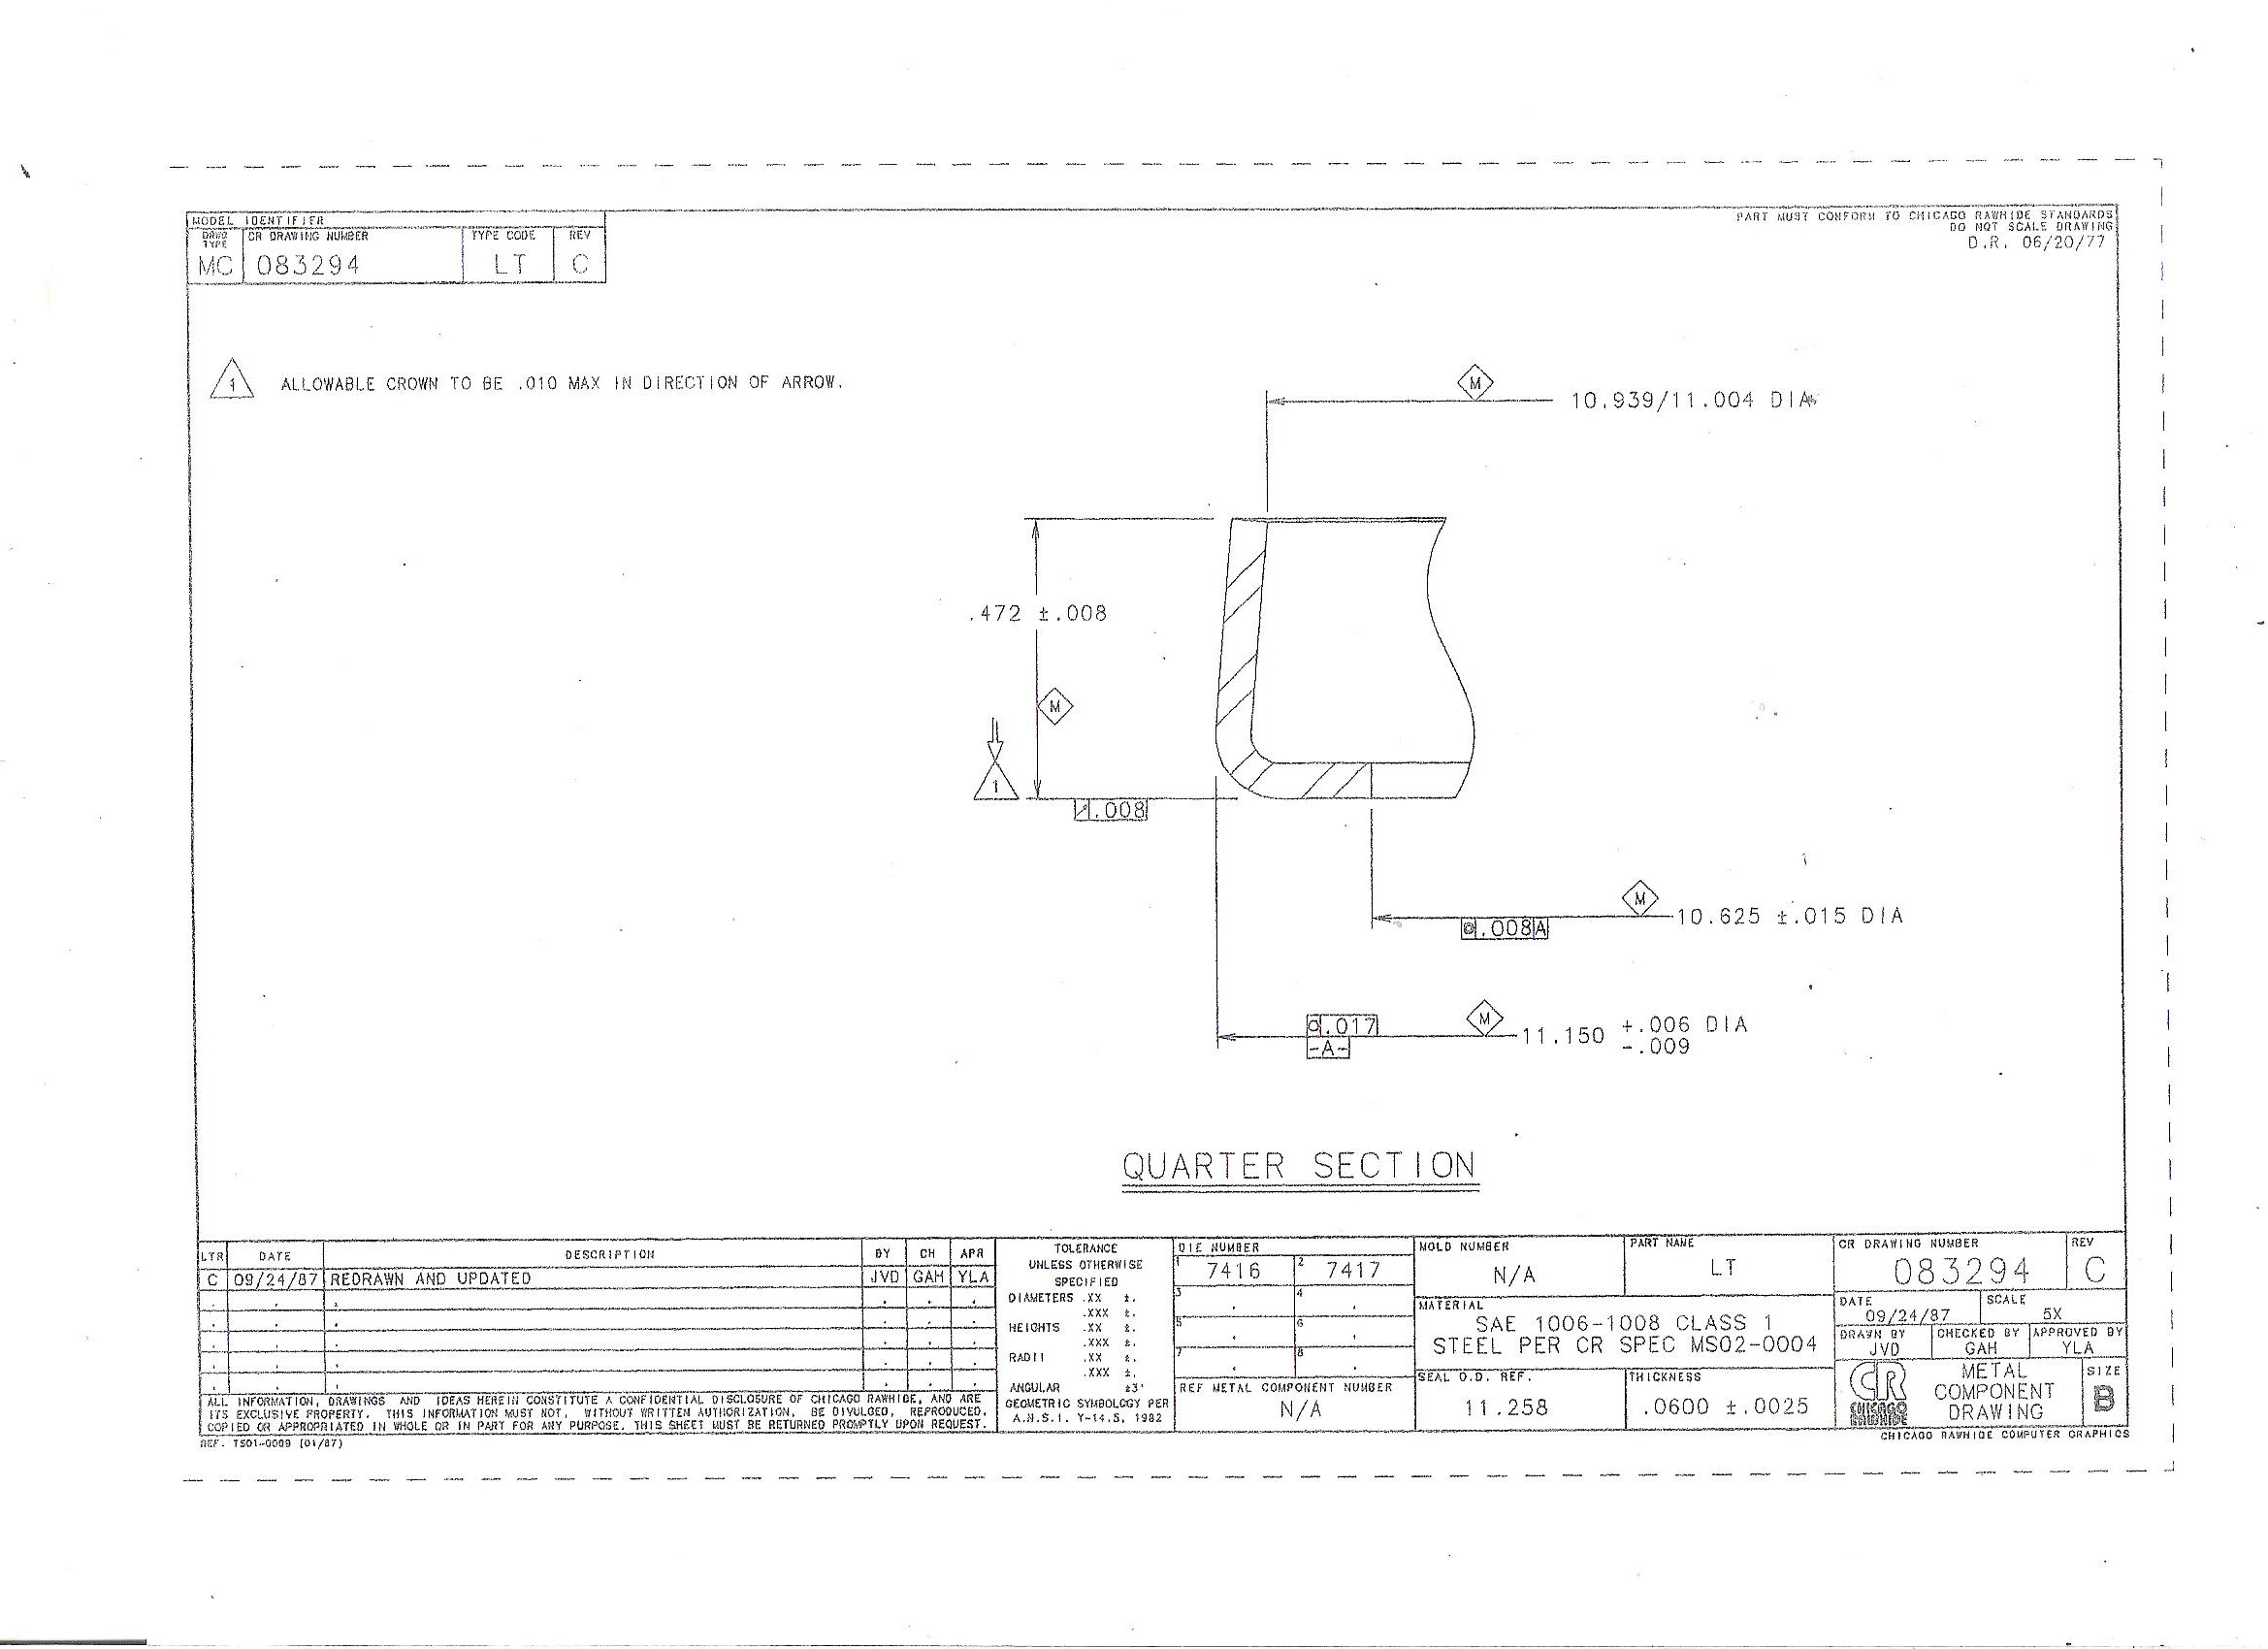 PART MUST CONFORM TO CHICAGO RAWHIDE STANDARDS
DO NOT SCALE DRAWING
D.R. 06/20/77
MODEL IDENTIFIER
DRWG TYPE
CR DRAWING NUMBER
TYPE CODE
REV
MC
083294
LT
C
1
ALLOWABLE CROWN TO BE .010 MAX IN DIRECTION OF ARROW.
M
10.939/11.004 DIA
.472 ±.008
M
1
.008
M
10.625 ±.015 DIA
.008 A
.017
M
11.150 +.006 DIA
-.009
-A-
QUARTER SECTION
LTR DATE DESCRIPTION BY CH APR
C 09/24/87 REDRAWN AND UPDATED JVD GAH YLA
ALL INFORMATION, DRAWINGS AND IDEAS HEREIN CONSTITUTE A CONFIDENTIAL DISCLOSURE OF CHICAGO RAWHIDE, AND ARE
ITS EXCLUSIVE PROPERTY. THIS INFORMATION MUST NOT, WITHOUT WRITTEN AUTHORIZATION, BE DIVULGED, REPRODUCED,
COPIED OR APPROPRIATED IN WHOLE OR IN PART FOR ANY PURPOSE. THIS SHEET MUST BE RETURNED PROMPTLY UPON REQUEST.
REF. TS01-0009 (01/87)
TOLERANCE
UNLESS OTHERWISE
SPECIFIED
DIAMETERS .XX ±.
.XXX ±.
HEIGHTS .XX ±.
.XXX ±.
RADII .XX ±.
.XXX ±.
ANGULAR ±3°
GEOMETRIC SYMBOLOGY PER
A.N.S.I. Y-14.5, 1982
DIE NUMBER
1 7416 2 7417
3 4
5 6
7 8
REF METAL COMPONENT NUMBER
N/A
MOLD NUMBER
N/A
PART NAME
LT
MATERIAL
SAE 1006-1008 CLASS 1
STEEL PER CR SPEC MS02-0004
SEAL O.D. REF.
11.258
THICKNESS
.0600 ±.0025
CR DRAWING NUMBER
083294
REV
C
DATE
09/24/87
SCALE
5X
DRAWN BY
JVD
CHECKED BY
GAH
APPROVED BY
YLA
CR
CHICAGO
RAWHIDE
METAL
COMPONENT
DRAWING
SIZE
B
CHICAGO RAWHIDE COMPUTER GRAPHICS